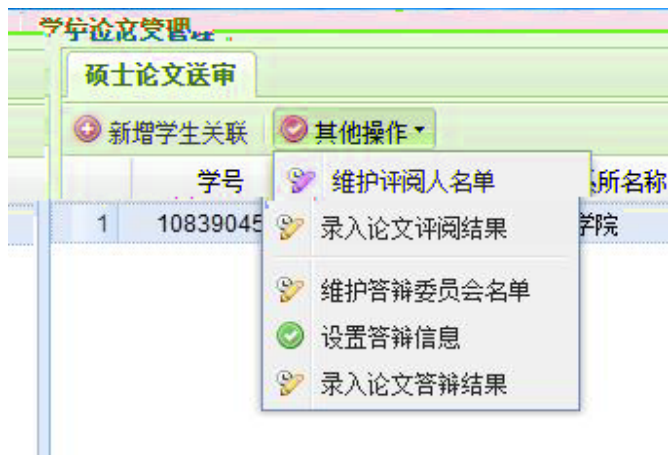 硕士论文送审
新增学生关联 其他操作
学号 所名称
1 10839045 学院
维护评阅人名单
录入论文评阅结果
维护答辩委员会名单
设置答辩信息
录入论文答辩结果